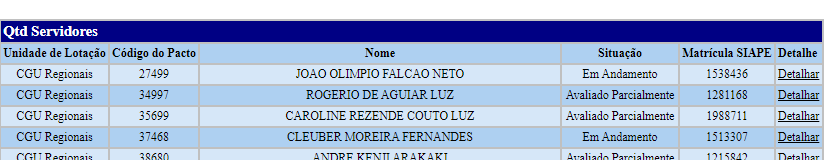 Qtd Servidores
Unidade de Lotação Código do Pacto Nome Situação Matrícula SIAPE Detalhe
CGU Regionais 27499 JOAO OLIMPIO FALCAO NETO Em Andamento 1538436 Detalhar
CGU Regionais 34997 ROGERIO DE AGUIAR LUZ Avaliado Parcialmente 1281168 Detalhar
CGU Regionais 35699 CAROLINE REZENDE COUTO LUZ Avaliado Parcialmente 1988711 Detalhar
CGU Regionais 37468 CLEUBER MOREIRA FERNANDES Em Andamento 1513307 Detalhar
CGU Regionais 38680 ANDRE KENJI ARAKAKI Avaliado Parcialmente 1215842 Detalhar